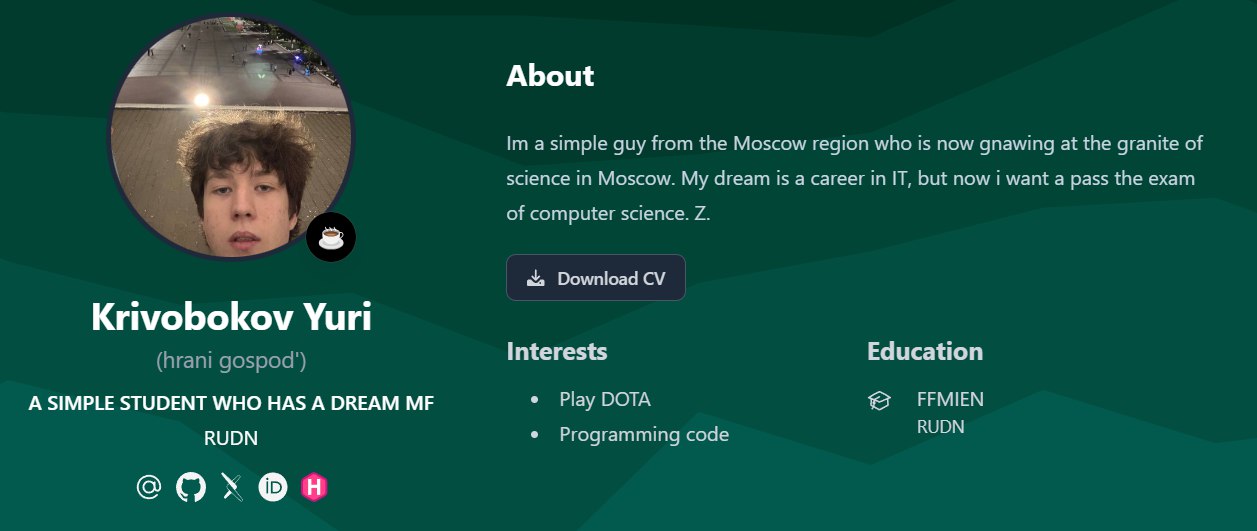 Krivobokov Yuri
(hrani gospod')
A SIMPLE STUDENT WHO HAS A DREAM MF
RUDN
iD
H
About
Im a simple guy from the Moscow region who is now gnawing at the granite of
science in Moscow. My dream is a career in IT, but now i want a pass the exam
of computer science. Z.
Download CV
Interests
Play DOTA
Programming code
Education
FFMIEN
RUDN